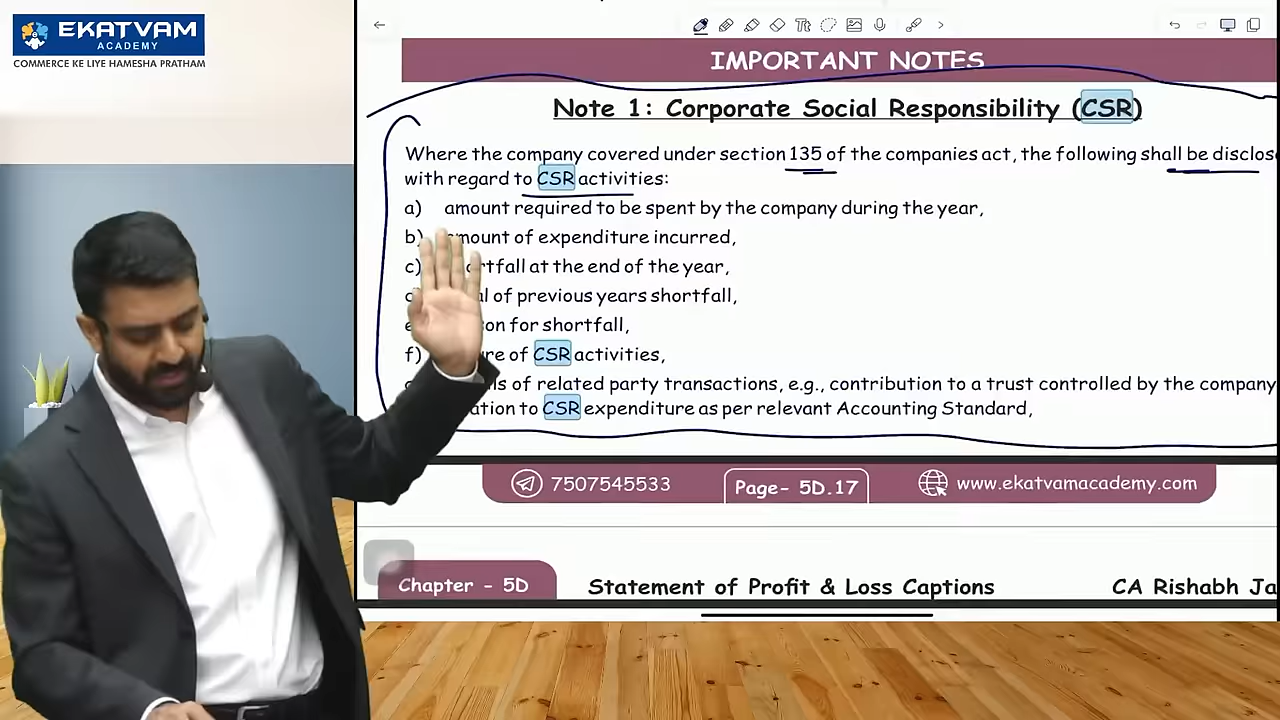 EKATVAM
ACADEMY
COMMERCE KE LIYE HAMESHA PRATHAM
IMPORTANT NOTES
Note 1: Corporate Social Responsibility (CSR)
Where the company covered under section 135 of the companies act, the following shall be disclos
with regard to CSR activities:
a) amount required to be spent by the company during the year,
b) amount of expenditure incurred,
c) shortfall at the end of the year,
of previous years shortfall,
for shortfall,
f) of CSR activities,
of related party transactions, e.g., contribution to a trust controlled by the company
to CSR expenditure as per relevant Accounting Standard,
7507545533
Page- 5D.17
www.ekatvamacademy.com
Chapter - 5D
Statement of Profit & Loss Captions
CA Rishabh Ja